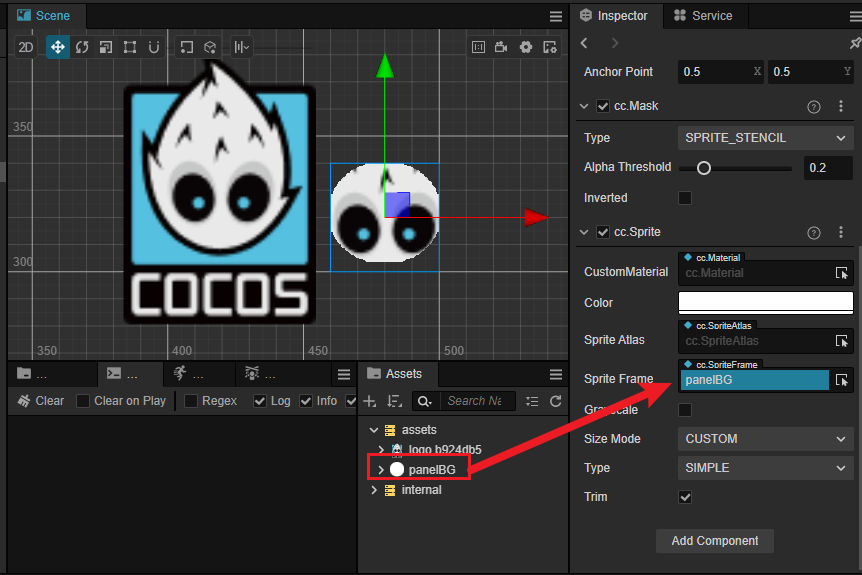 Scene
2D
350
300
350
400
450
500
COCOS
... ... ... ...
Clear Clear on Play Regex Log Info
Assets
Search Na
assets
logo b924db5
panelBG
internal
Inspector Service
Anchor Point 0.5 X 0.5 Y
cc.Mask
Type SPRITE_STENCIL
Alpha Threshold 0.2
Inverted
cc.Sprite
cc.Material
CustomMaterial cc.Material
Color
cc.SpriteAtlas
Sprite Atlas cc.SpriteAtlas
cc.SpriteFrame
Sprite Frame panelBG
Grayscale
Size Mode CUSTOM
Type SIMPLE
Trim
Add Component